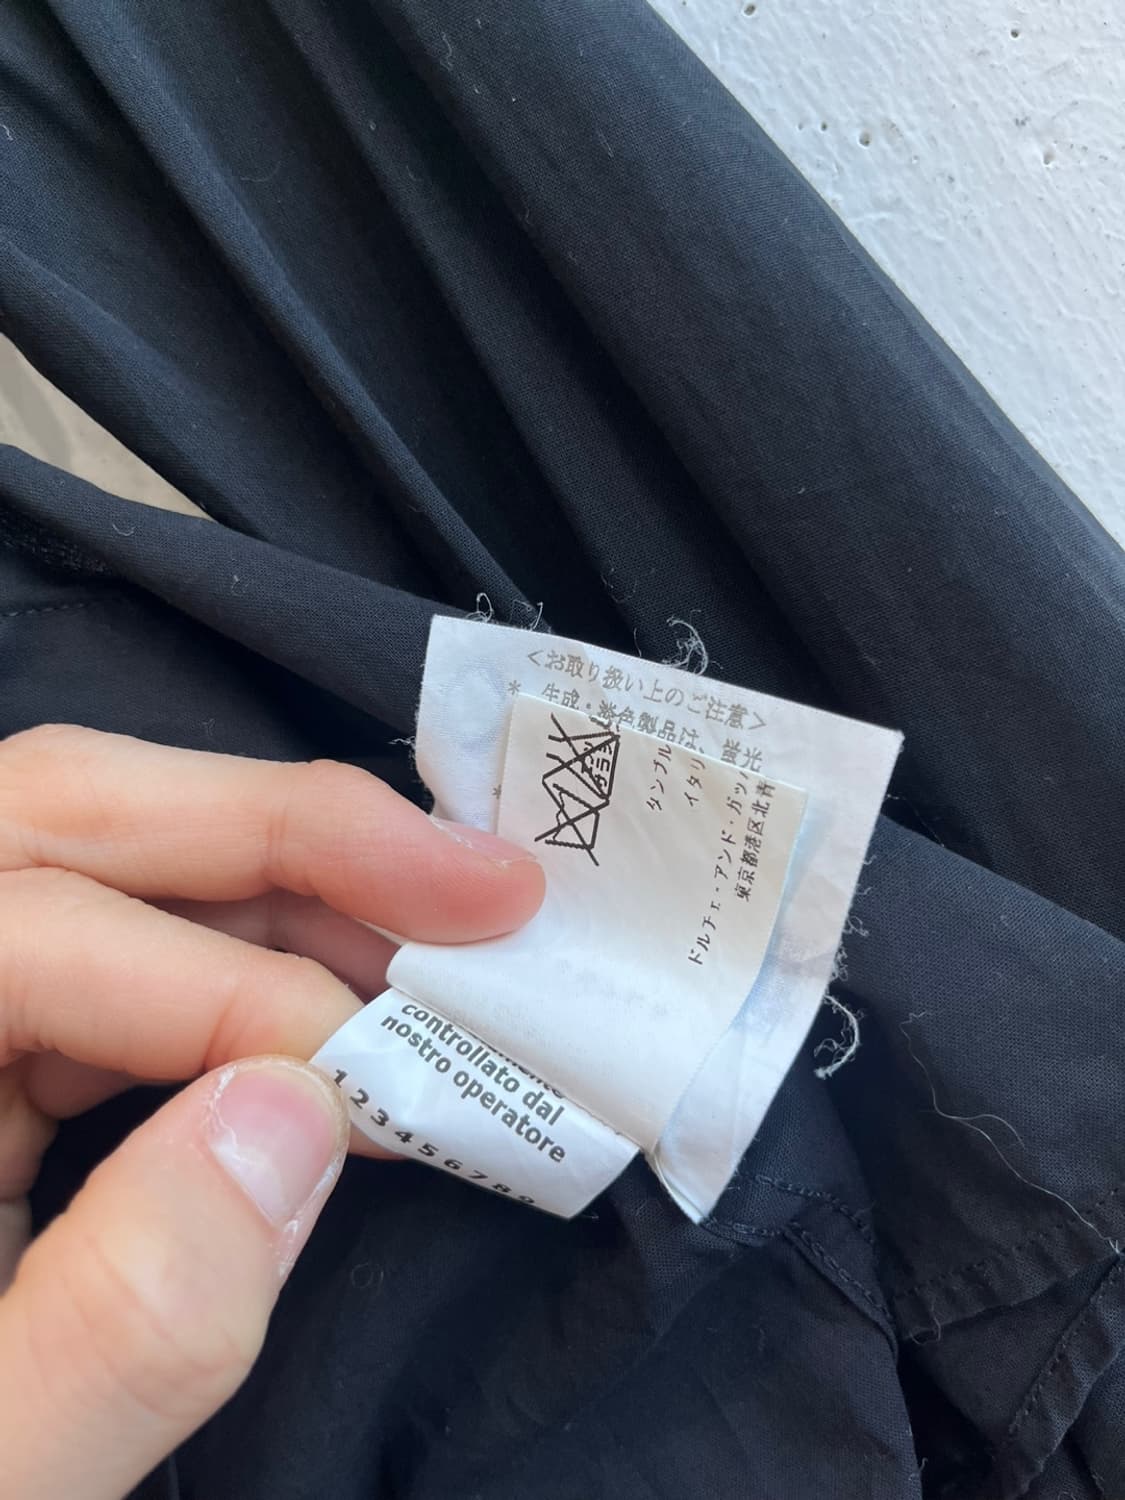 <お取り扱い上のご注意>
* 生成・淡色製品は、蛍光
*
タンブル
イタリ
ドルチェ・アンド・ガッバ
東京都港区北青
controllato dal
nostro operatore
1 2 3 4 5 6 7 8 9